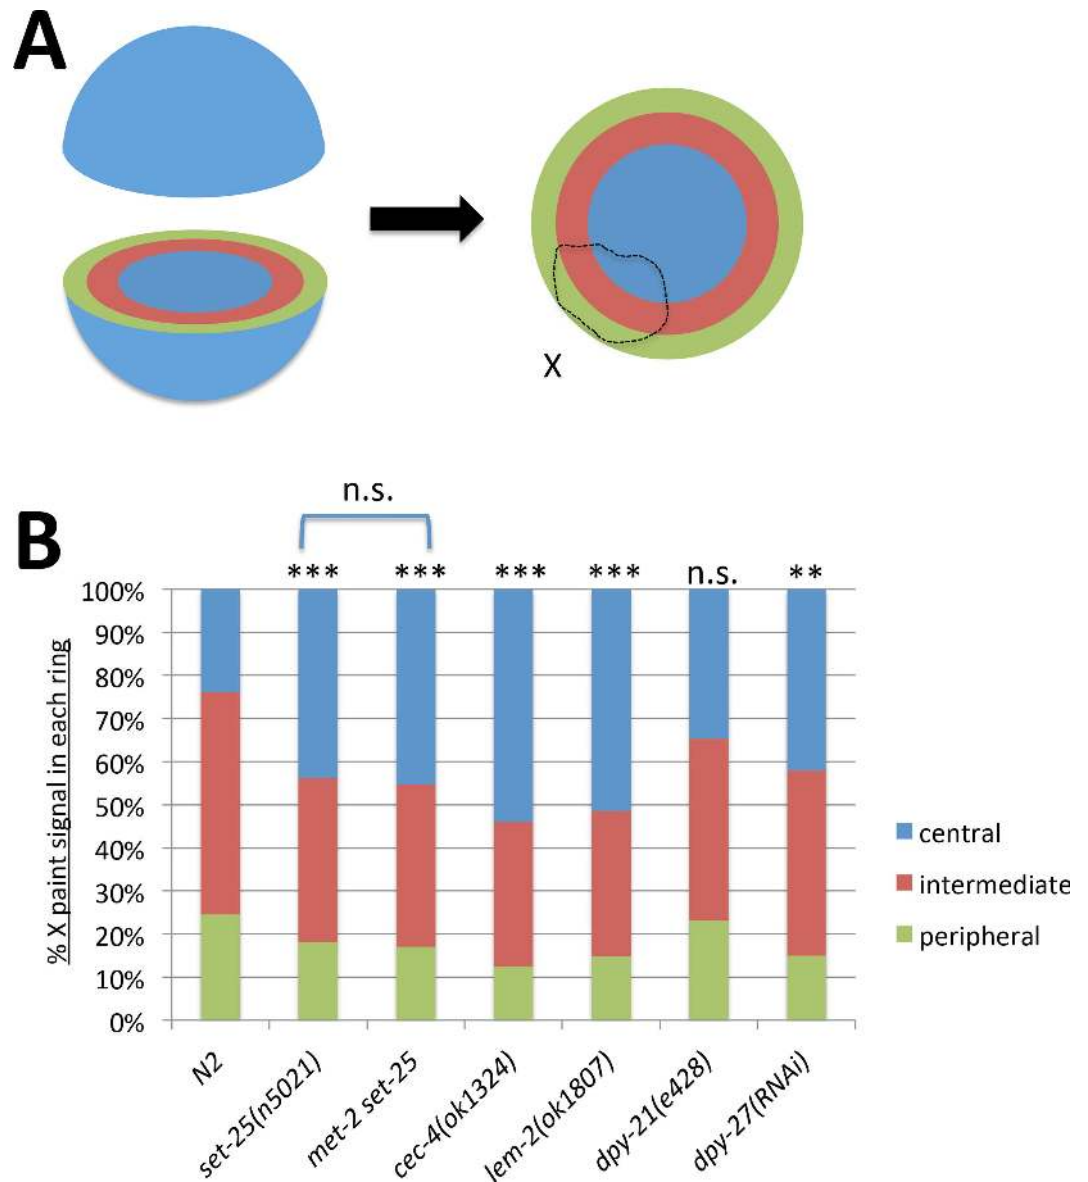 A
X
B
n.s.
*** *** *** *** n.s. **
100%
90%
80%
70%
60%
50%
40%
30%
20%
10%
0%
% X paint signal in each ring
N2
set-25(n5021)
met-2 set-25
cec-4(ok1324)
lem-2(ok1807)
dpy-21(e428)
dpy-27(RNAi)
central
intermediate
peripheral